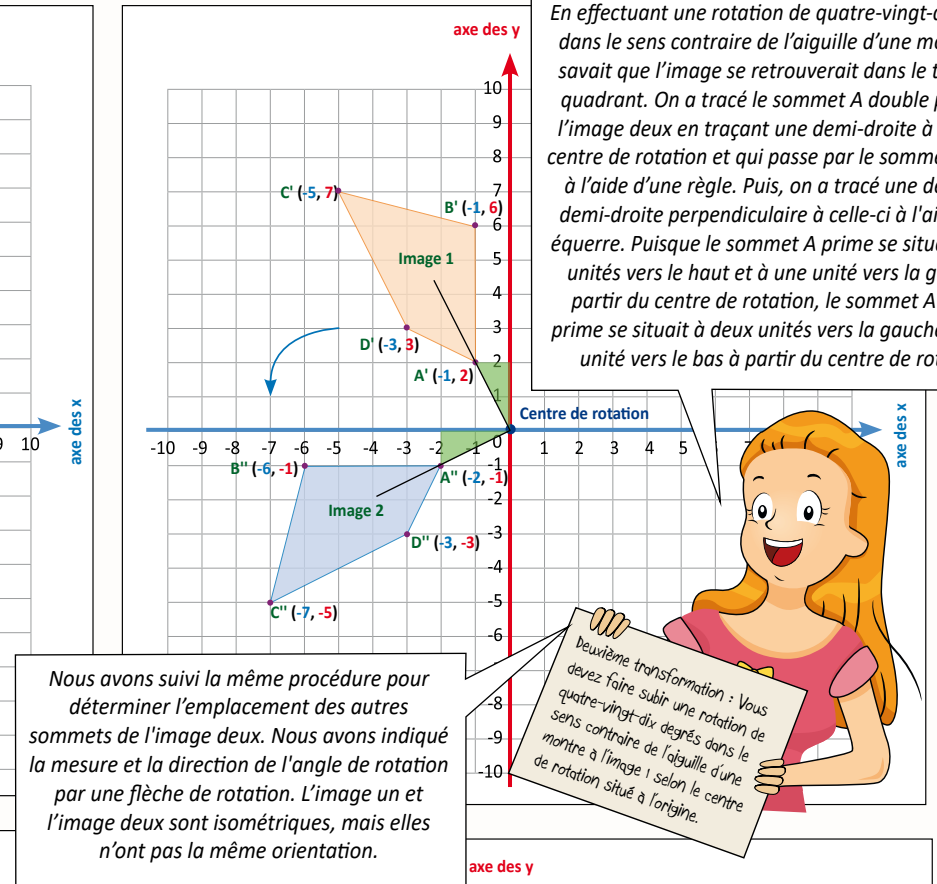 En effectuant une rotation de quatre-vingt-
dans le sens contraire de l'aiguille d'une
savait que l'image se retrouverait dans le
quadrant. On a tracé le sommet A double
l'image deux en traçant une demi-droite à
centre de rotation et qui passe par le
à l'aide d'une règle. Puis, on a tracé une
demi-droite perpendiculaire à celle-ci à
équerre. Puisque le sommet A prime se
unités vers le haut et à une unité vers la
partir du centre de rotation, le sommet A
prime se situait à deux unités vers la gauche
unité vers le bas à partir du centre de
axe des y
10
9
8
7
6
5
4
3
2
1
C' (-5, 7)
B' (-1, 6)
Image 1
D' (-3, 3)
A' (-1, 2)
Centre de rotation
axe des x
9 10
axe des x
-10 -9 -8 -7 -6 -5 -4 -3 -2 -1 0 1 2 3 4 5
B'' (-6, -1)
A'' (-2, -1)
Image 2
D'' (-3, -3)
C'' (-7, -5)
-1
-2
-3
-4
-5
-6
-8
-9
-10
Deuxième transformation : Vous
devez faire subir une rotation de
quatre-vingt-dix degrés dans le
sens contraire de l'aiguille d'une
montre à l'image 1 selon le centre
de rotation situé à l'origine.
Nous avons suivi la même procédure pour
déterminer l'emplacement des autres
sommets de l'image deux. Nous avons indiqué
la mesure et la direction de l'angle de rotation
par une flèche de rotation. L'image un et
l'image deux sont isométriques, mais elles
n'ont pas la même orientation.
axe des y